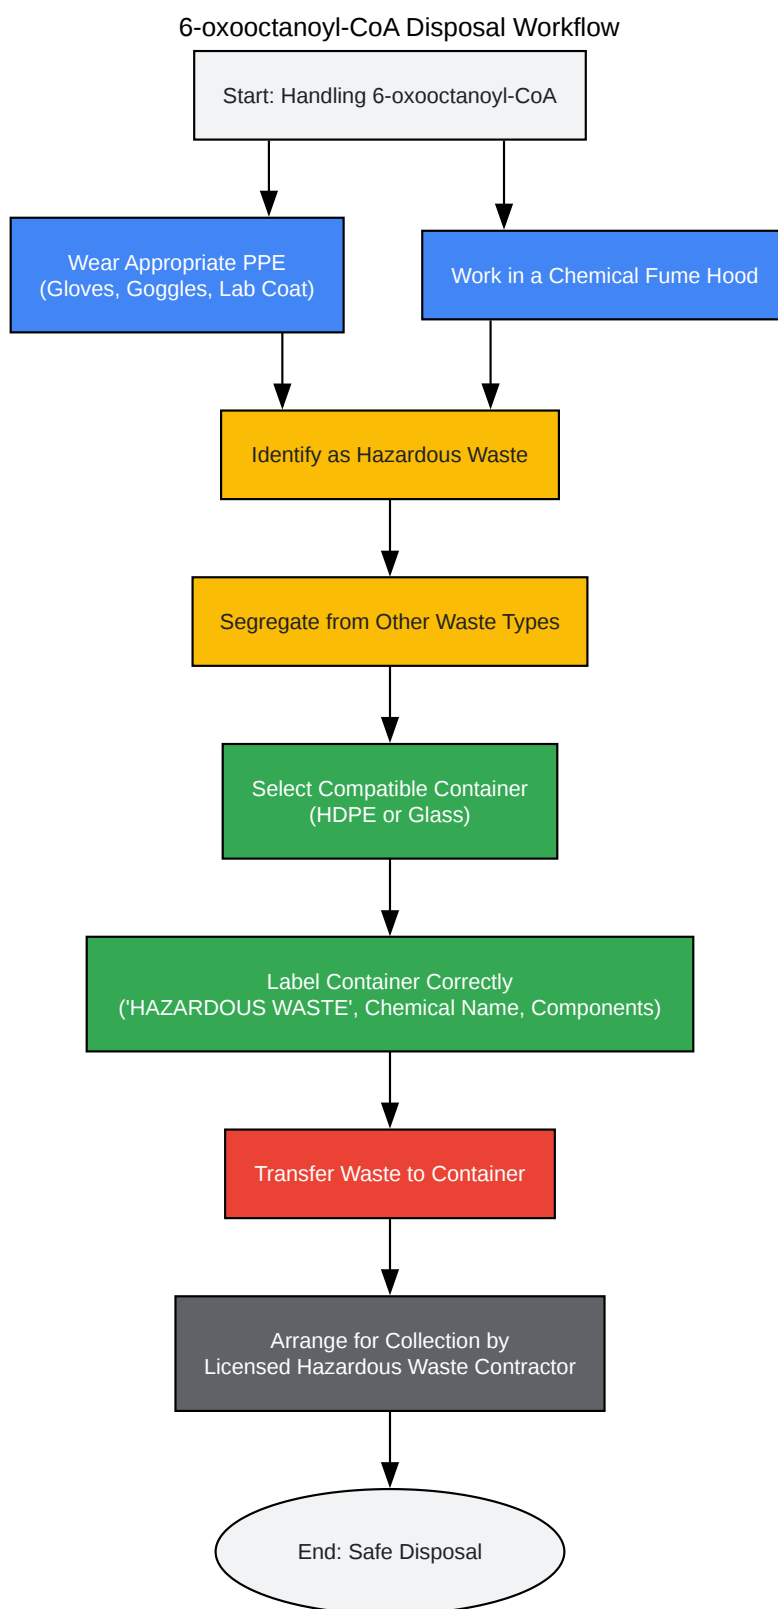 6-oxooctanoyl-CoA Disposal Workflow
Start: Handling 6-oxooctanoyl-CoA
Wear Appropriate PPE
(Gloves, Goggles, Lab Coat)
Work in a Chemical Fume Hood
Identify as Hazardous Waste
Segregate from Other Waste Types
Select Compatible Container
(HDPE or Glass)
Label Container Correctly
('HAZARDOUS WASTE', Chemical Name, Components)
Transfer Waste to Container
Arrange for Collection by
Licensed Hazardous Waste Contractor
End: Safe Disposal